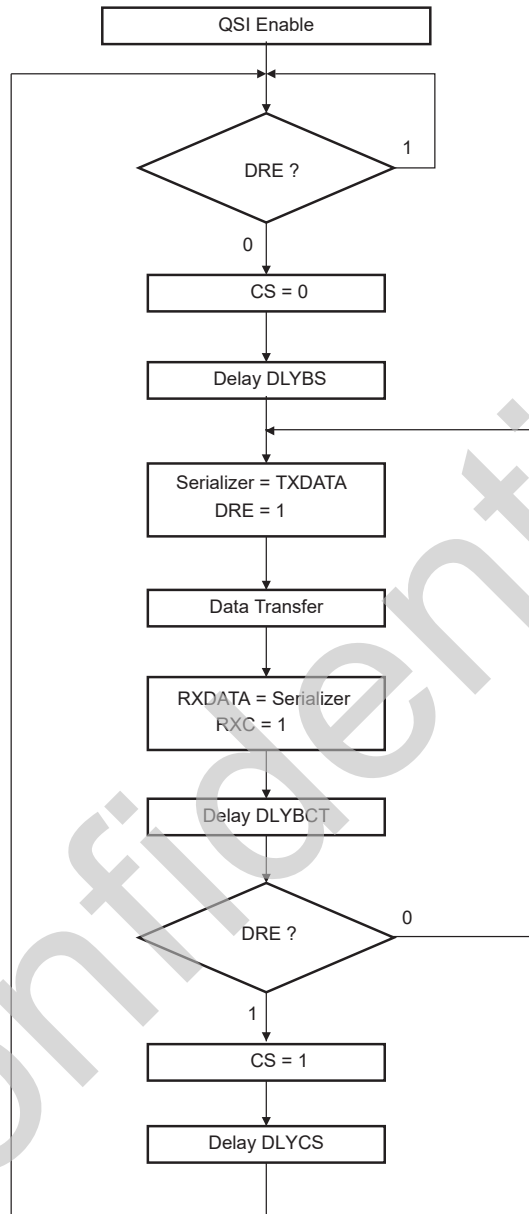 QSI Enable
DRE ?
1
0
CS = 0
Delay DLYBS
Serializer = TXDATA
DRE = 1
Data Transfer
RXDATA = Serializer
RXC = 1
Delay DLYBCT
DRE ?
0
1
CS = 1
Delay DLYCS
onfidenti